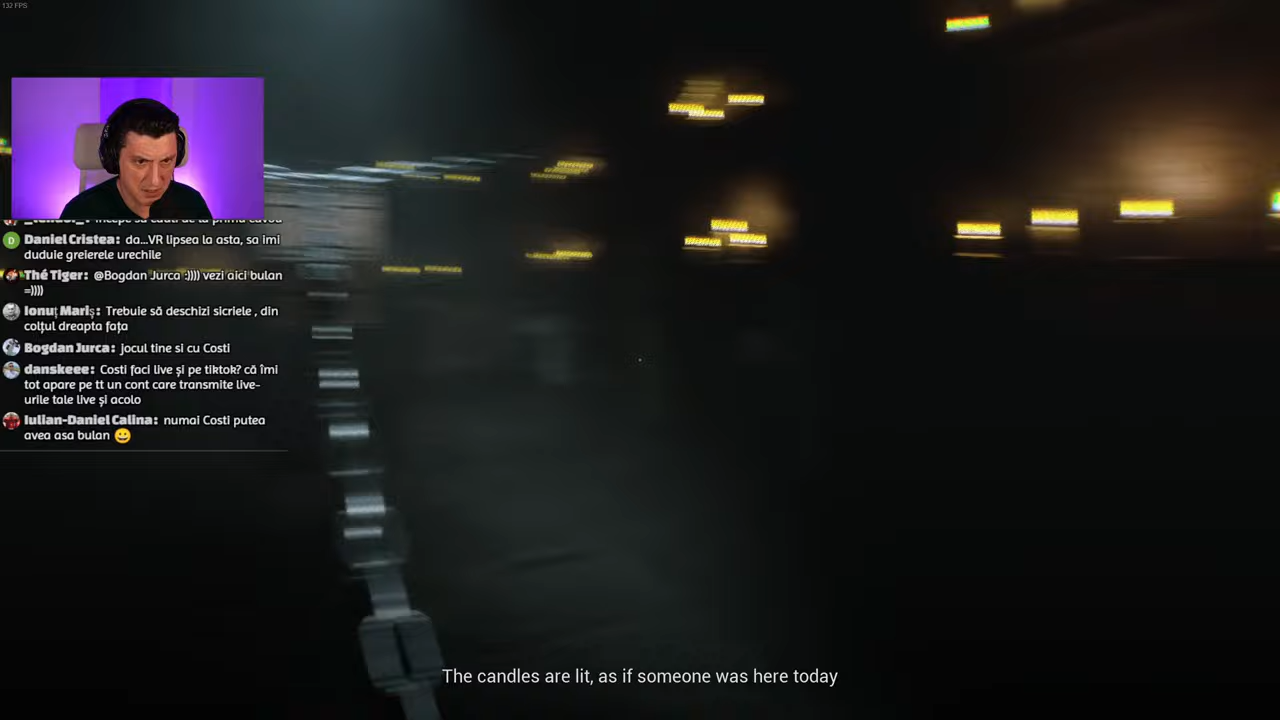 132 FPS
Daniel Cristea: da...VR lipsea la asta, sa imi
duduie greierele urechile
Thé Tiger: @Bogdan Jurca :)))) vezi aici bulan
=))))
Ionuț Mariș: Trebuie să deschizi sicriele , din
colțul dreapta fața
Bogdan Jurca: jocul tine si cu Costi
danskeee: Costi faci live și pe tiktok? că îmi
tot apare pe tt un cont care transmite live-
urile tale live și acolo
Iulian-Daniel Calina: numai Costi putea
avea asa bulan 😀
The candles are lit, as if someone was here today